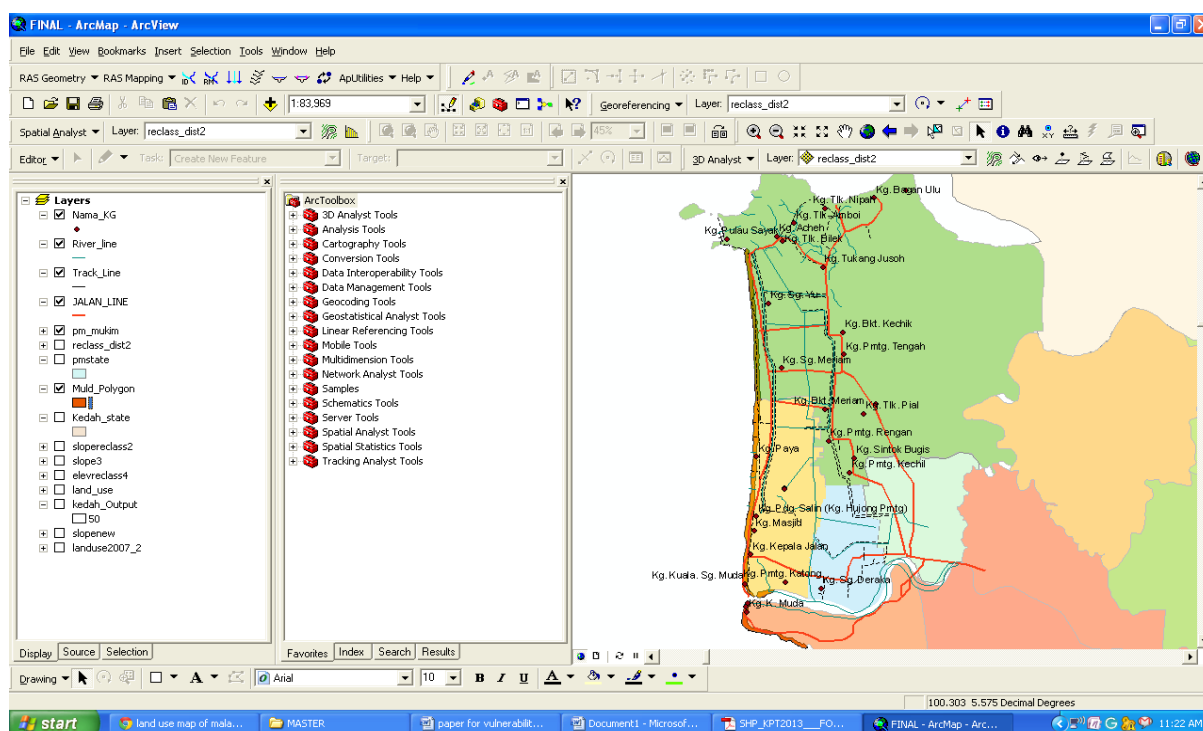 FINAL - ArcMap - ArcView
File Edit View Bookmarks Insert Selection Tools Window Help
RAS Geometry RAS Mapping ApUtilities Help
1:83,969 Georeferencing Layer: reclass_dist2
Spatial Analyst Layer: reclass_dist2 45%
Editor Task: Create New Feature Target: 3D Analyst Layer: reclass_dist2
Layers
Nama_KG
River_line
Track_Line
JALAN_LINE
pm_mukim
reclass_dist2
pmstate
Muld_Polygon
Kedah_state
slopereclass2
slope3
elevreclass4
land_use
kedah_Output
50
slopenew
landuse2007_2
Display Source Selection
ArcToolbox
3D Analyst Tools
Analysis Tools
Cartography Tools
Conversion Tools
Data Interoperability Tools
Data Management Tools
Geocoding Tools
Geostatistical Analyst Tools
Linear Referencing Tools
Mobile Tools
Multidimension Tools
Network Analyst Tools
Samples
Schematics Tools
Server Tools
Spatial Analyst Tools
Spatial Statistics Tools
Tracking Analyst Tools
Favorites Index Search Results
Kg. Bagan Ulu
Kg. Tlk. Nipah
Kg. Tlk. Amboi
Kg. Pulau Sayak
Kg. Acheh
Kg. Tlk. Bilek
Kg. Tukang Jusoh
Kg. Sg. Yu
Kg. Bkt. Kechik
Kg. Pmtg. Tengah
Kg. Sg. Meriam
Kg. Bkt. Meriam
Kg. Tlk. Pial
Kg. Pmtg. Rengan
Kg. Paya
Kg. Sintok Bugis
Kg. Pmtg. Kechil
Kg. Pdg. Salin (Kg. Hujong Pmtg)
Kg. Masjid
Kg. Kepala Jalan
Kg. Kuala. Sg. Muda
Kg. Pmtg. Katong
Kg. Sg. Deraka
Kg. K. Muda
Drawing A Arial 10 B I U A
100.303 5.575 Decimal Degrees
start land use map of mala... MASTER paper for vulnerabilit... Document1 - Microsof... SHP_KPT2013___FO... FINAL - ArcMap - Arc... 11:22 AM